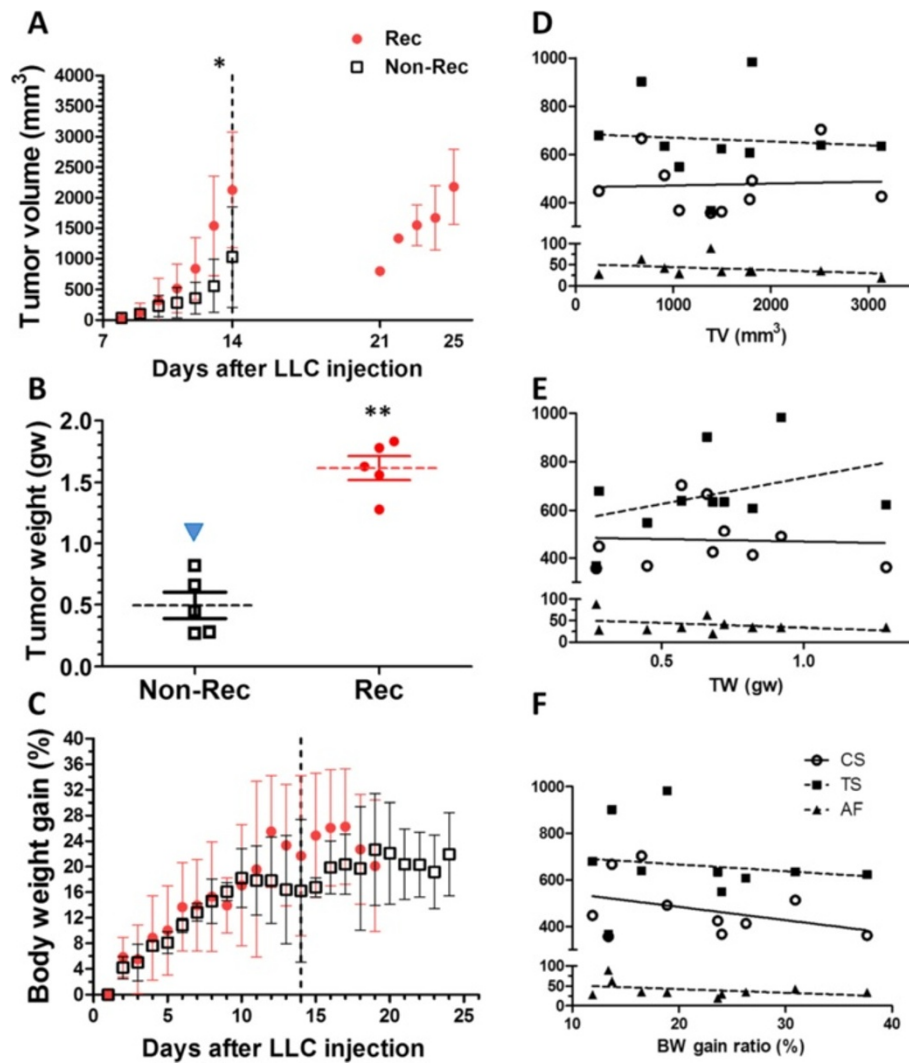 A
Rec
Non-Rec
*
Tumor volume (mm³)
4000
3500
3000
2500
2000
1500
1000
500
0
7 14 21 25
Days after LLC injection
B
Tumor weight (gw)
2.0
1.5
1.0
0.5
0.0
**
Non-Rec Rec
C
Body weight gain (%)
40
36
32
28
24
20
16
12
8
4
0
0 5 10 15 20 25
Days after LLC injection
D
1000
800
600
400
100
50
0
0 1000 2000 3000
TV (mm³)
E
1000
800
600
400
100
50
0
0.5 1.0
TW (gw)
F
CS
TS
AF
1000
800
600
400
100
50
0
10 20 30 40
BW gain ratio (%)